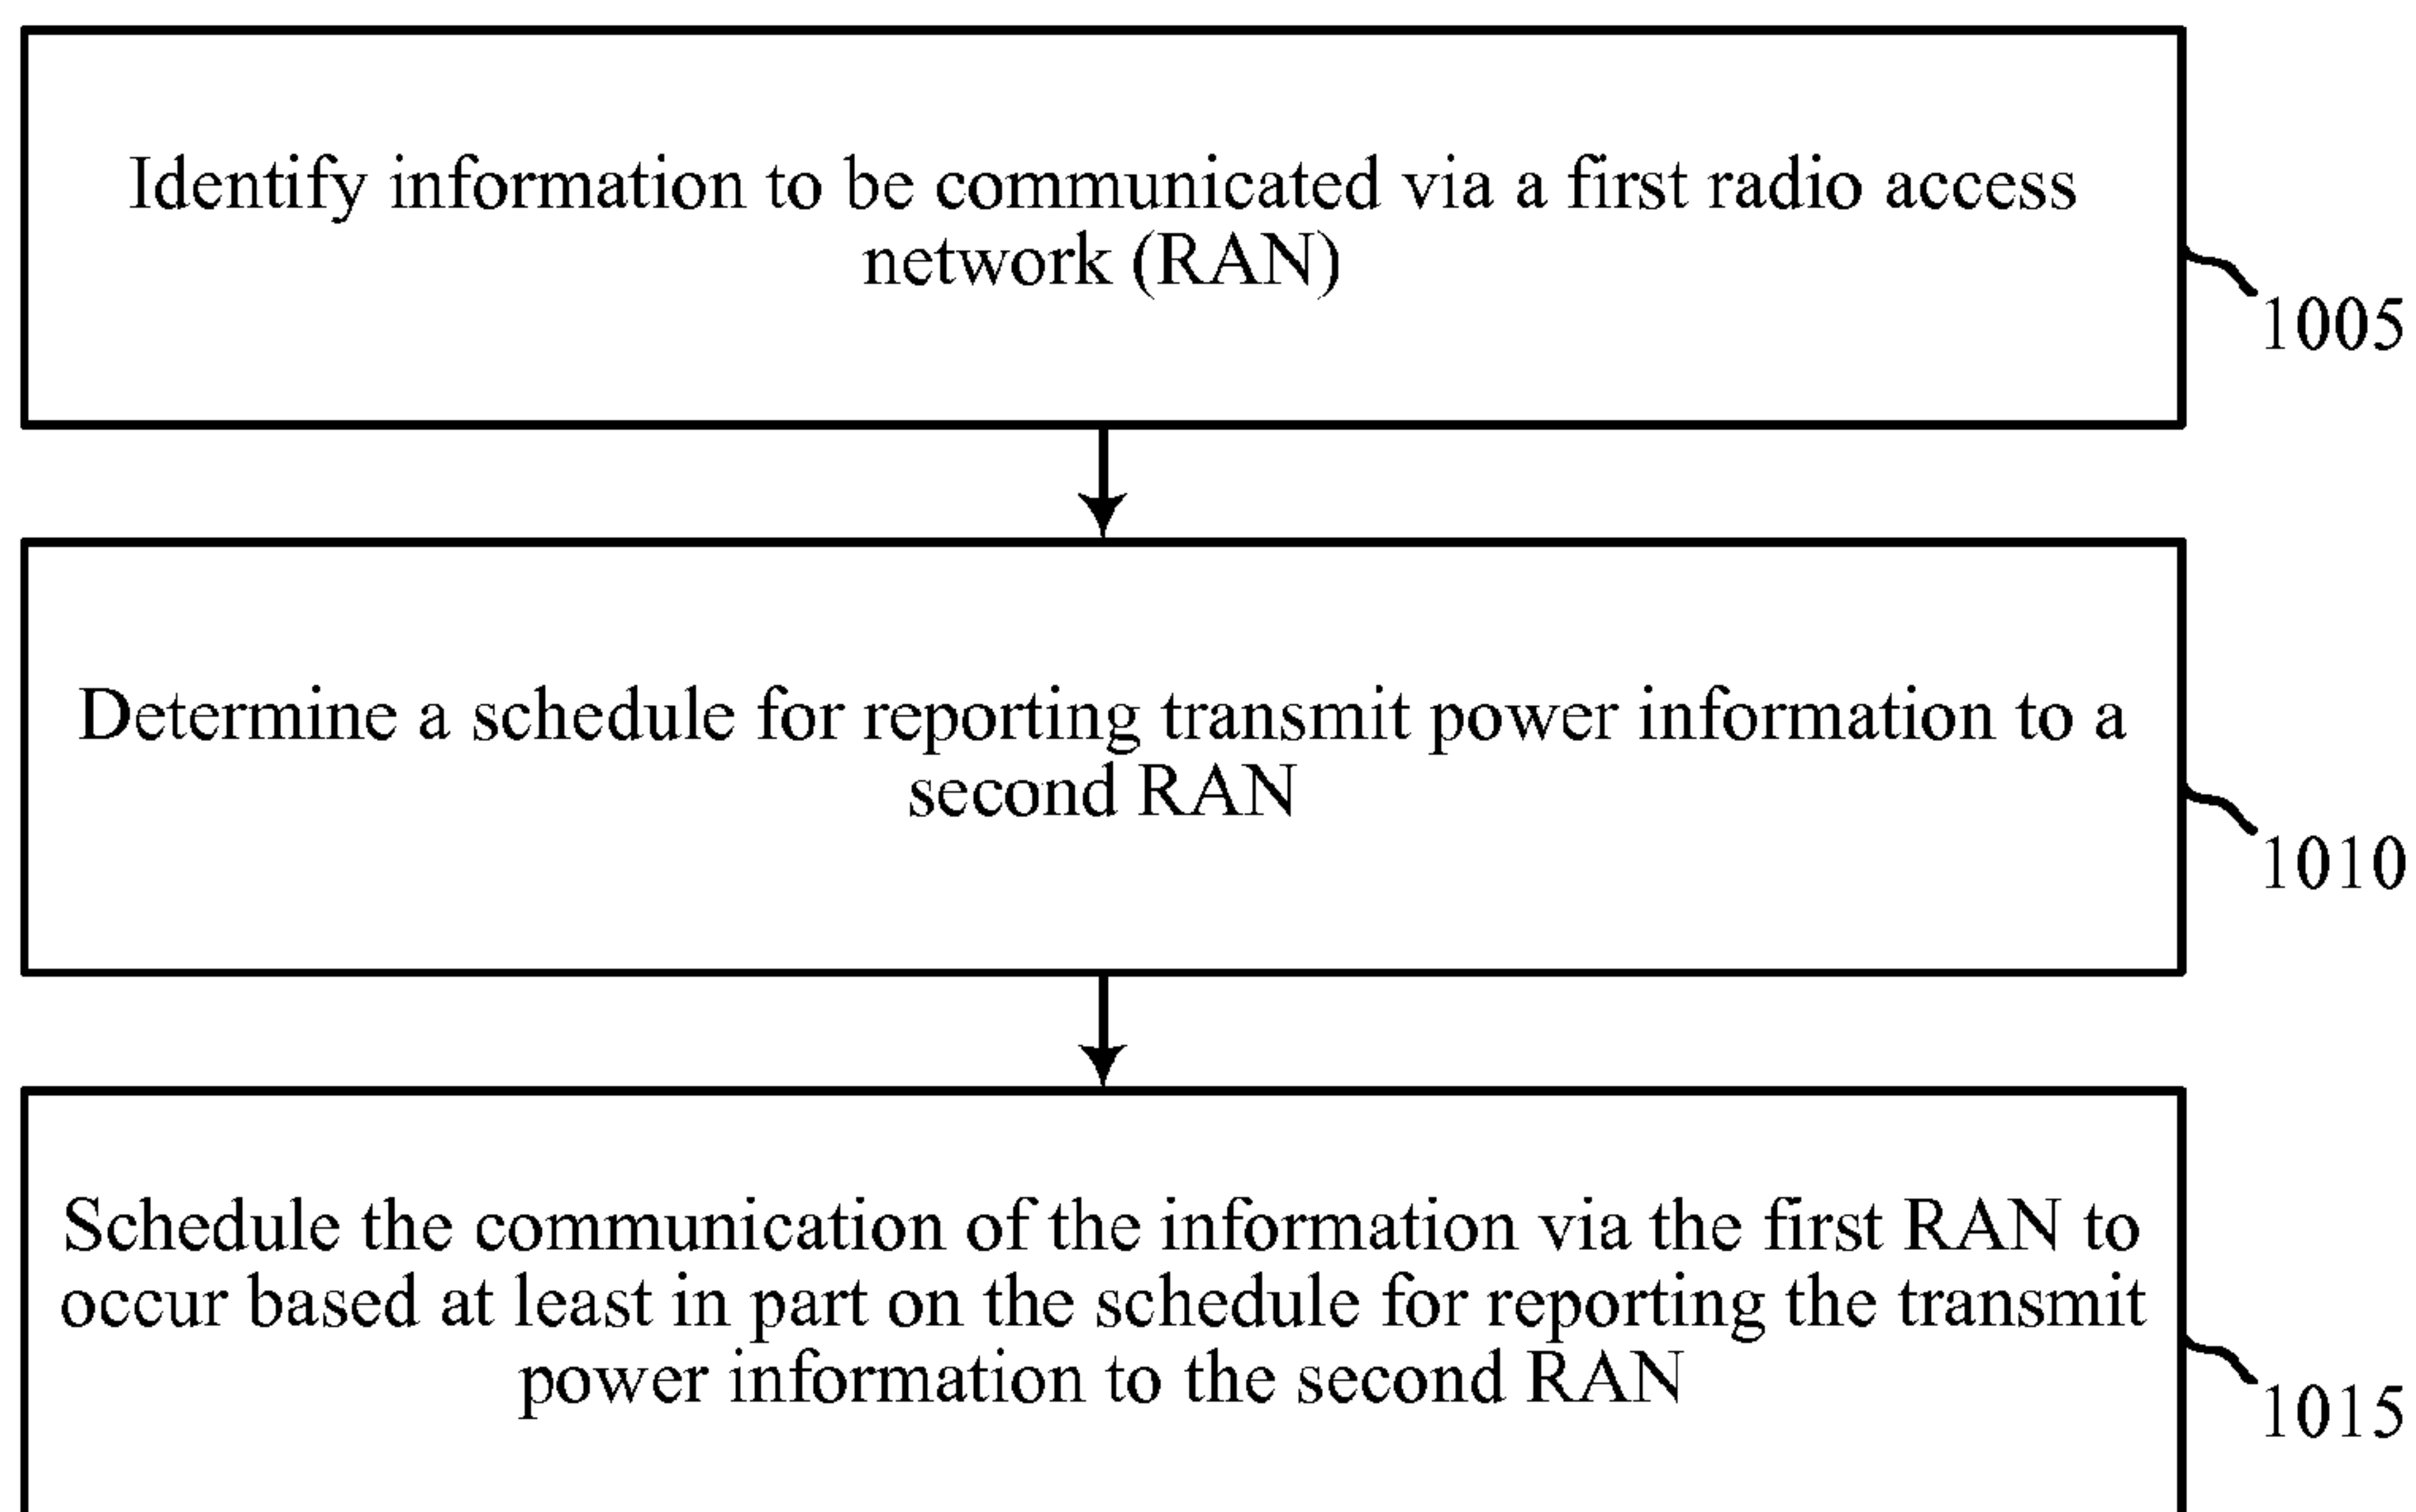 Identify information to be communicated via a first radio access
network (RAN)
1005
Determine a schedule for reporting transmit power information to a
second RAN
1010
Schedule the communication of the information via the first RAN to
occur based at least in part on the schedule for reporting the transmit
power information to the second RAN
1015